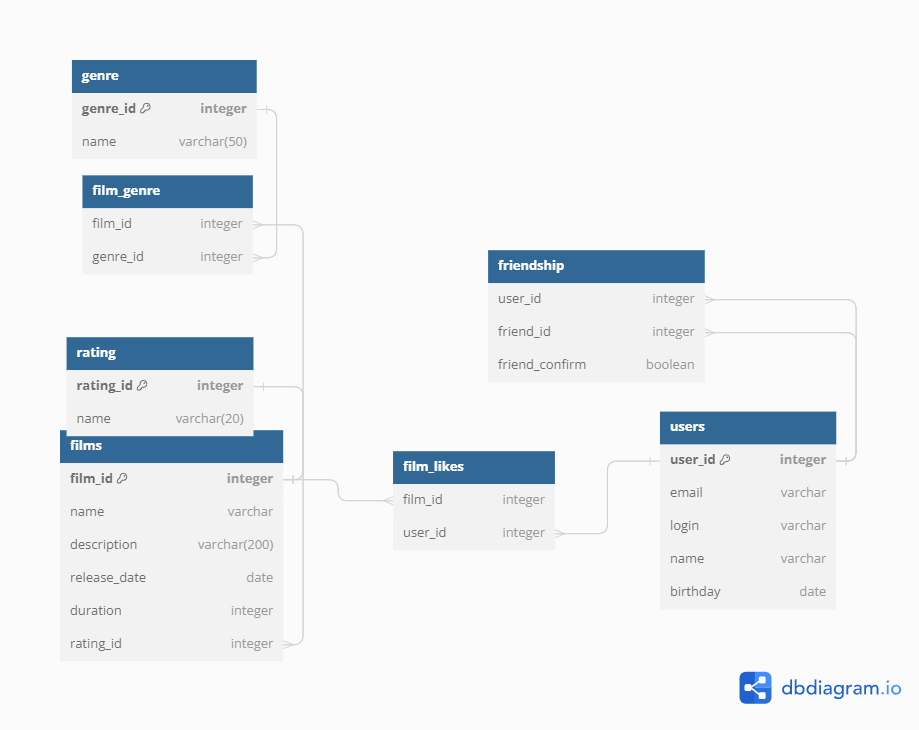 genre
genre_id integer
name varchar(50)
film_genre
film_id integer
genre_id integer
rating
rating_id integer
name varchar(20)
films
film_id integer
name varchar
description varchar(200)
release_date date
duration integer
rating_id integer
film_likes
film_id integer
user_id integer
friendship
user_id integer
friend_id integer
friend_confirm boolean
users
user_id integer
email varchar
login varchar
name varchar
birthday date
dbdiagram.io